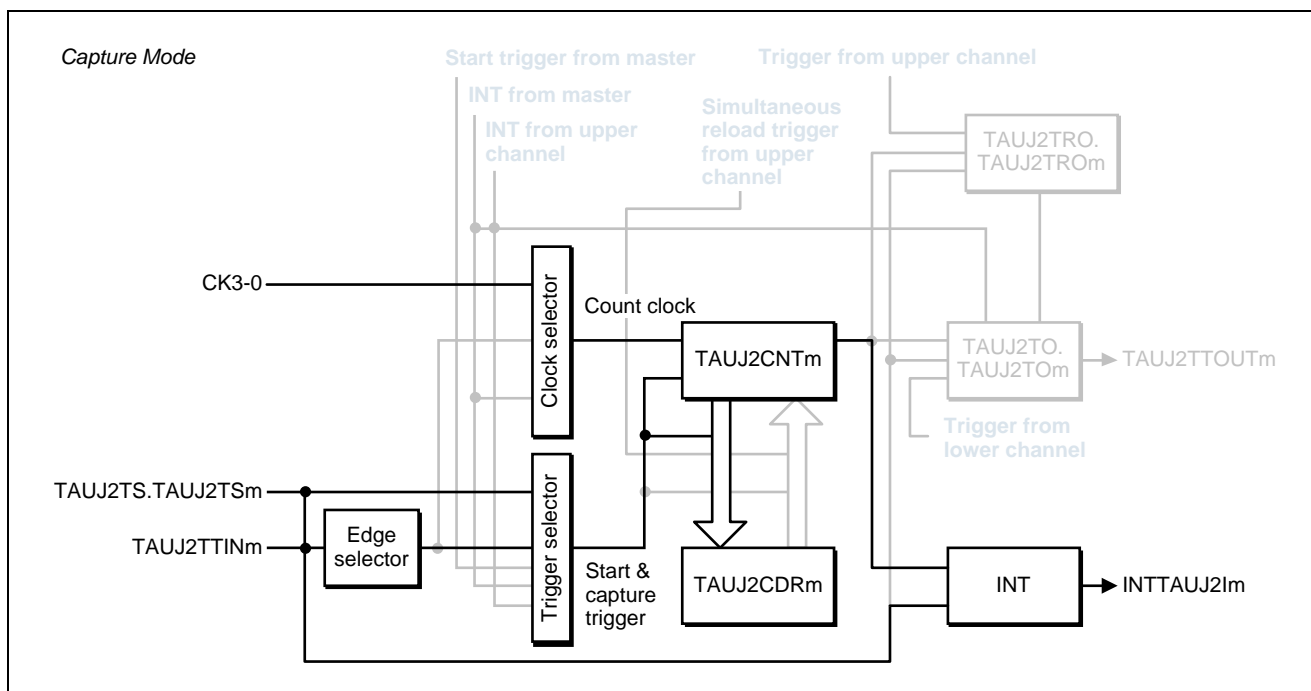 Capture Mode
Start trigger from master
INT from master
INT from upper
channel
Simultaneous
reload trigger
from upper
channel
Trigger from upper channel
TAUJ2TRO.
TAUJ2TROm
CK3-0
Clock selector
Count clock
TAUJ2CNTm
TAUJ2TO.
TAUJ2TOm
TAUJ2TTOUTm
Trigger from
lower channel
TAUJ2TS.TAUJ2TSm
TAUJ2TTINm
Edge
selector
Trigger selector
Start &
capture
trigger
TAUJ2CDRm
INT
INTTAUJ2Im